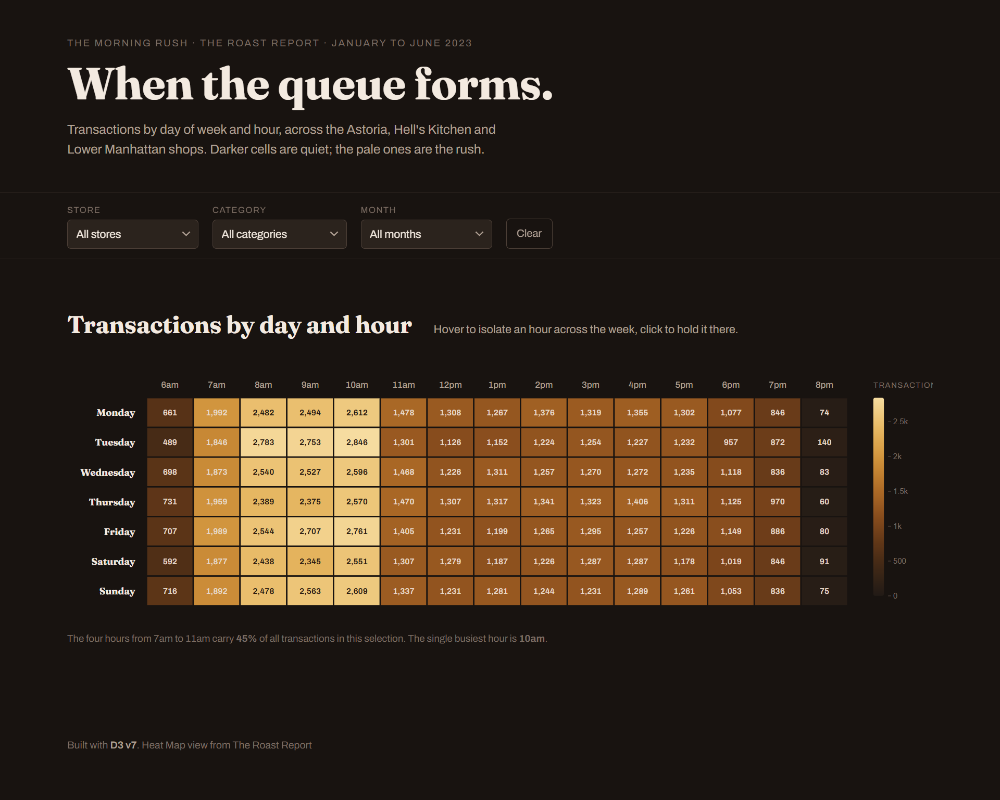 THE MORNING RUSH · THE ROAST REPORT · JANUARY TO JUNE 2023
When the queue forms.
Transactions by day of week and hour, across the Astoria, Hell's Kitchen and
Lower Manhattan shops. Darker cells are quiet; the pale ones are the rush.
STORE CATEGORY MONTH
All stores All categories All months Clear
Transactions by day and hour Hover to isolate an hour across the week, click to hold it there.
6am 7am 8am 9am 10am 11am 12pm 1pm 2pm 3pm 4pm 5pm 6pm 7pm 8pm TRANSACTION
Monday 661 1,992 2,482 2,494 2,612 1,478 1,308 1,267 1,376 1,319 1,355 1,302 1,077 846 74
Tuesday 489 1,846 2,783 2,753 2,846 1,301 1,126 1,152 1,224 1,254 1,227 1,232 957 872 140
Wednesday 698 1,873 2,540 2,527 2,596 1,468 1,226 1,311 1,257 1,270 1,272 1,235 1,118 836 83
Thursday 731 1,959 2,389 2,375 2,570 1,470 1,307 1,317 1,341 1,323 1,406 1,311 1,125 970 60
Friday 707 1,989 2,544 2,707 2,761 1,405 1,231 1,199 1,265 1,295 1,257 1,226 1,149 886 80
Saturday 592 1,877 2,438 2,345 2,551 1,307 1,279 1,187 1,226 1,287 1,287 1,178 1,019 846 91
Sunday 716 1,892 2,478 2,563 2,609 1,337 1,231 1,281 1,244 1,231 1,289 1,261 1,053 836 75
2.5k
2k
1.5k
1k
500
0
The four hours from 7am to 11am carry 45% of all transactions in this selection. The single busiest hour is 10am.
Built with D3 v7. Heat Map view from The Roast Report